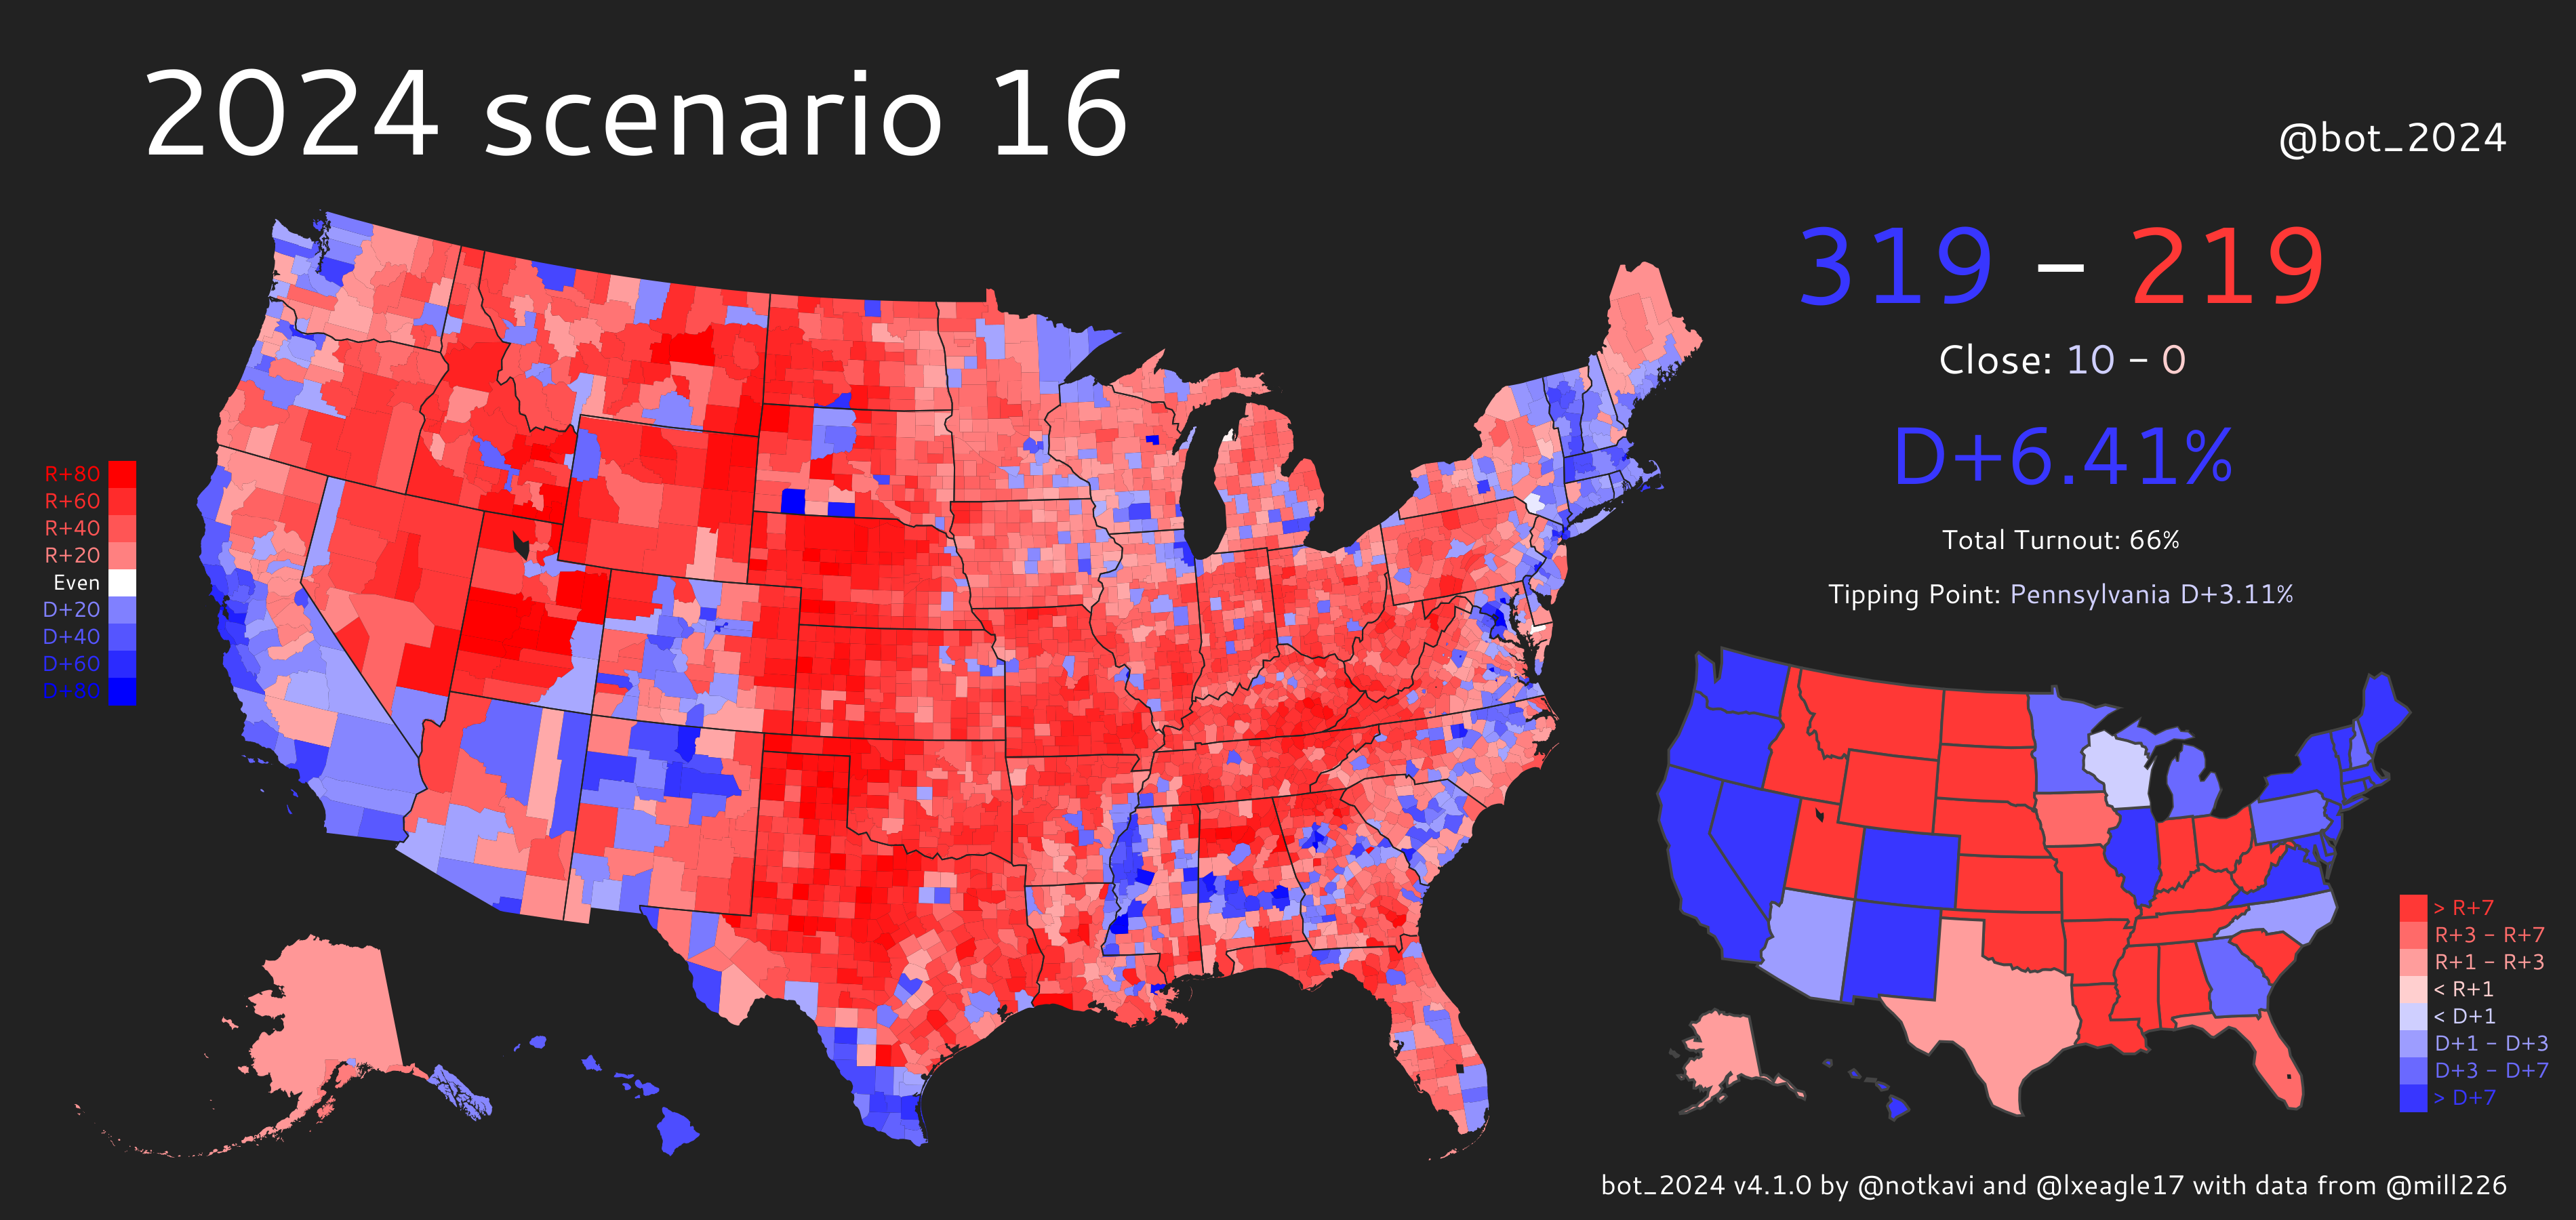 2024 scenario 16
@bot_2024
319 – 219
Close: 10 – 0
D+6.41%
Total Turnout: 66%
Tipping Point: Pennsylvania D+3.11%
R+80
R+60
R+40
R+20
Even
D+20
D+40
D+60
D+80
> R+7
R+3 – R+7
R+1 – R+3
< R+1
< D+1
D+1 – D+3
D+3 – D+7
> D+7
bot_2024 v4.1.0 by @notkavi and @lxeagle17 with data from @mill226